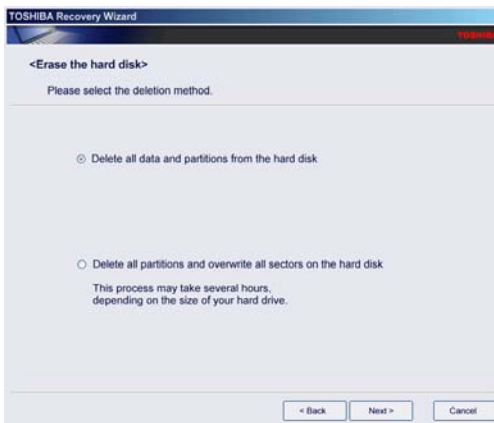 TOSHIBA Recovery Wizard
TOSHIBA
<Erase the hard disk>
Please select the deletion method.
Delete all data and partitions from the hard disk
Delete all partitions and overwrite all sectors on the hard disk
This process may take several hours,
depending on the size of your hard drive.
< Back Next > Cancel